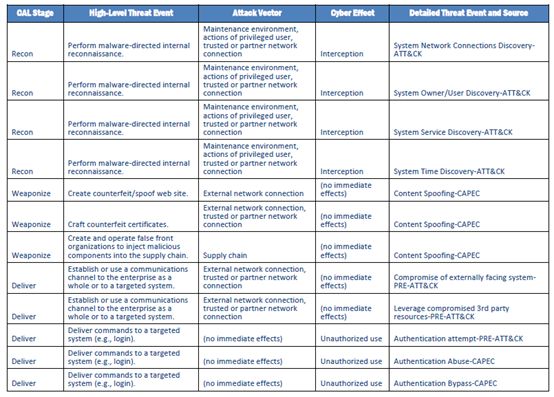 CAL Stage High-Level Threat Event Attack Vector Cyber Effect Detailed Threat Event and Source
Recon
Perform malware-directed internal
reconnaissance.
Maintenance environment,
actions of privileged user,
trusted or partner network
connection
Interception
System Network Connections Discovery-
ATT&CK
Recon
Perform malware-directed internal
reconnaissance.
Maintenance environment,
actions of privileged user,
trusted or partner network
connection
Interception
System Owner/User Discovery-ATT&CK
Recon
Perform malware-directed internal
reconnaissance.
Maintenance environment,
actions of privileged user,
trusted or partner network
connection
Interception
System Service Discovery-ATT&CK
Recon
Perform malware-directed internal
reconnaissance.
Maintenance environment,
actions of privileged user,
trusted or partner network
connection
Interception
System Time Discovery-ATT&CK
Weaponize
Create counterfeit/spoof web site.
External network connection
(no immediate
effects)
Content Spoofing-CAPEC
Weaponize
Craft counterfeit certificates.
External network connection,
trusted or partner network
connection
(no immediate
effects)
Content Spoofing-CAPEC
Weaponize
Create and operate false front
organizations to inject malicious
components into the supply chain.
Supply chain
(no immediate
effects)
Content Spoofing-CAPEC
Deliver
Establish or use a communications
channel to the enterprise as a
whole or to a targeted system.
External network connection,
trusted or partner network
connection
(no immediate
effects)
Compromise of externally facing system-
PRE-ATT&CK
Deliver
Establish or use a communications
channel to the enterprise as a
whole or to a targeted system.
External network connection,
trusted or partner network
connection
(no immediate
effects)
Leverage compromised 3rd party
resources-PRE-ATT&CK
Deliver
Deliver commands to a targeted
system (e.g., login).
(no immediate effects)
Unauthorized use
Authentication attempt-PRE-ATT&CK
Deliver
Deliver commands to a targeted
system (e.g., login).
(no immediate effects)
Unauthorized use
Authentication Abuse-CAPEC
Deliver
Deliver commands to a targeted
system (e.g., login).
(no immediate effects)
Unauthorized use
Authentication Bypass-CAPEC